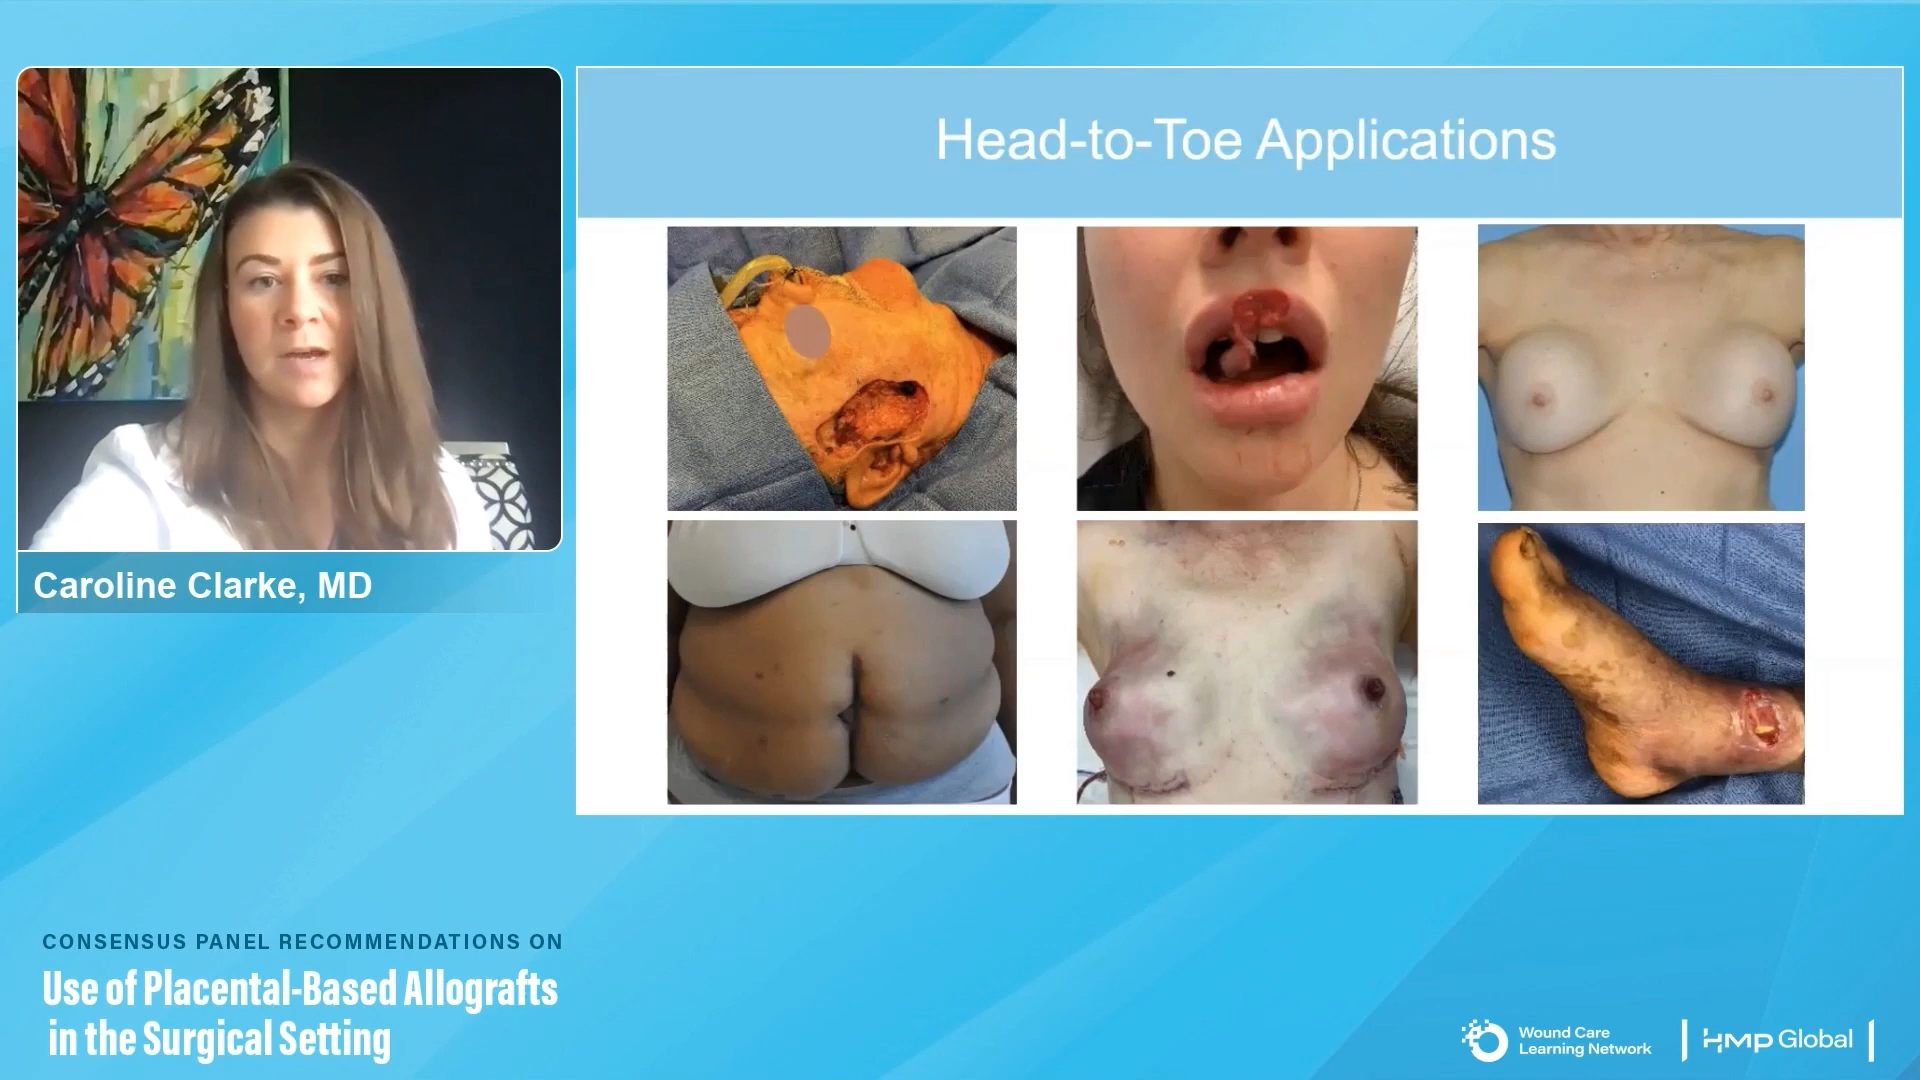 Head-to-Toe Applications
Caroline Clarke, MD
CONSENSUS PANEL RECOMMENDATIONS ON
Use of Placental-Based Allografts
in the Surgical Setting
Wound Care
Learning Network
HMP Global